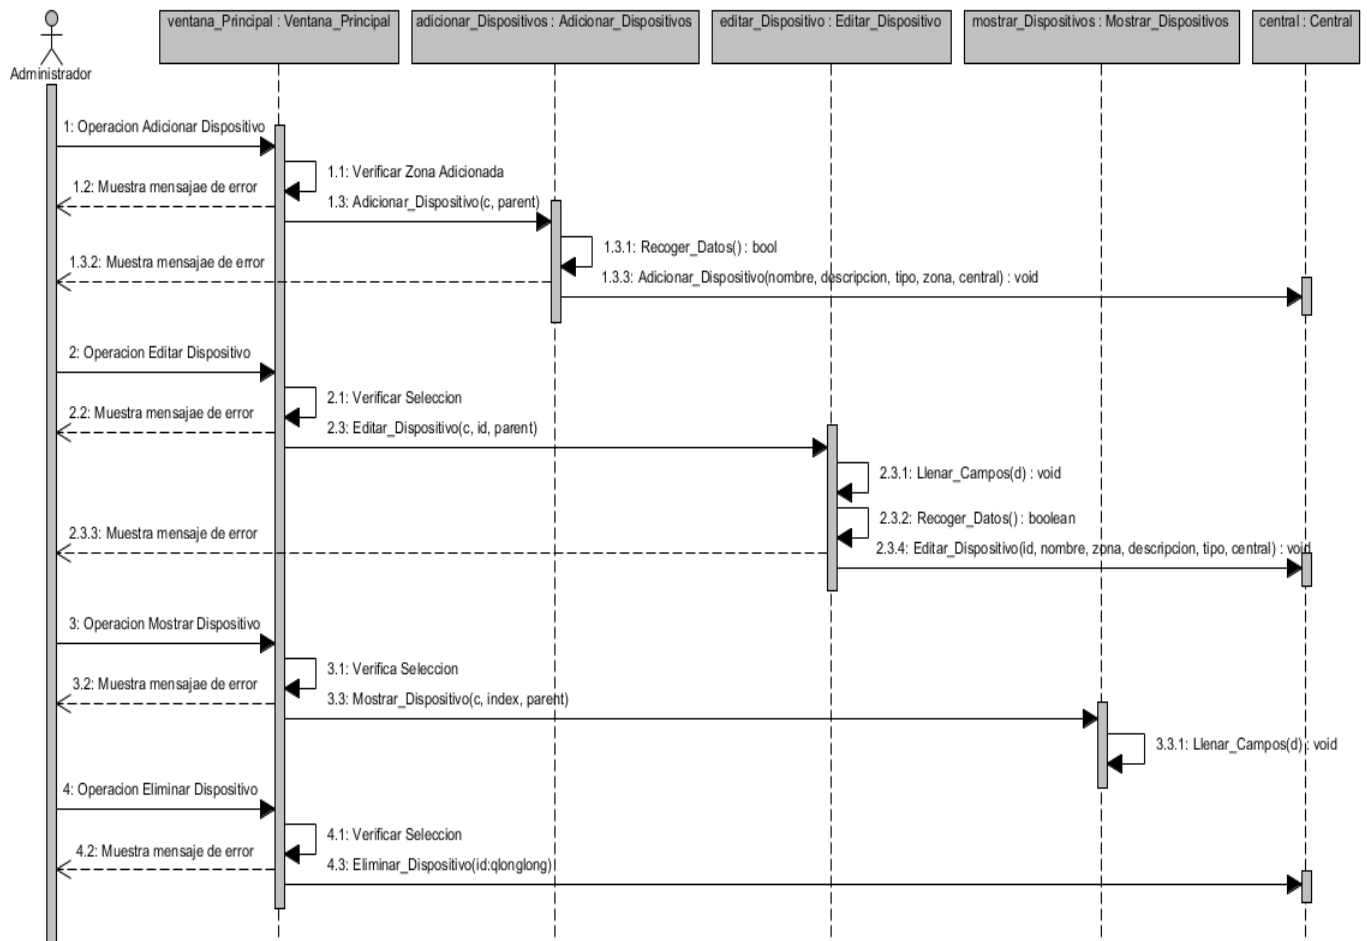 ventana_Principal : Ventana_Principal
adicionar_Dispositivos : Adicionar_Dispositivos
editar_Dispositivo : Editar_Dispositivo
mostrar_Dispositivos : Mostrar_Dispositivos
central : Central
Administrador
1: Operacion Adicionar Dispositivo
1.1: Verificar Zona Adicionada
1.2: Muestra mensajae de error
1.3: Adicionar_Dispositivo(c, parent)
1.3.1: Recoger_Datos() : bool
1.3.2: Muestra mensajae de error
1.3.3: Adicionar_Dispositivo(nombre, descripcion, tipo, zona, central) : void
2: Operacion Editar Dispositivo
2.1: Verificar Seleccion
2.2: Muestra mensajae de error
2.3: Editar_Dispositivo(c, id, parent)
2.3.1: Llenar_Campos(d) : void
2.3.2: Recoger_Datos() : boolean
2.3.3: Muestra mensaje de error
2.3.4: Editar_Dispositivo(id, nombre, zona, descripcion, tipo, central) : void
3: Operacion Mostrar Dispositivo
3.1: Verifica Seleccion
3.2: Muestra mensajae de error
3.3: Mostrar_Dispositivo(c, index, parent)
3.3.1: Llenar_Campos(d) : void
4: Operacion Eliminar Dispositivo
4.1: Verificar Seleccion
4.2: Muestra mensaje de error
4.3: Eliminar_Dispositivo(id:qlonglong)